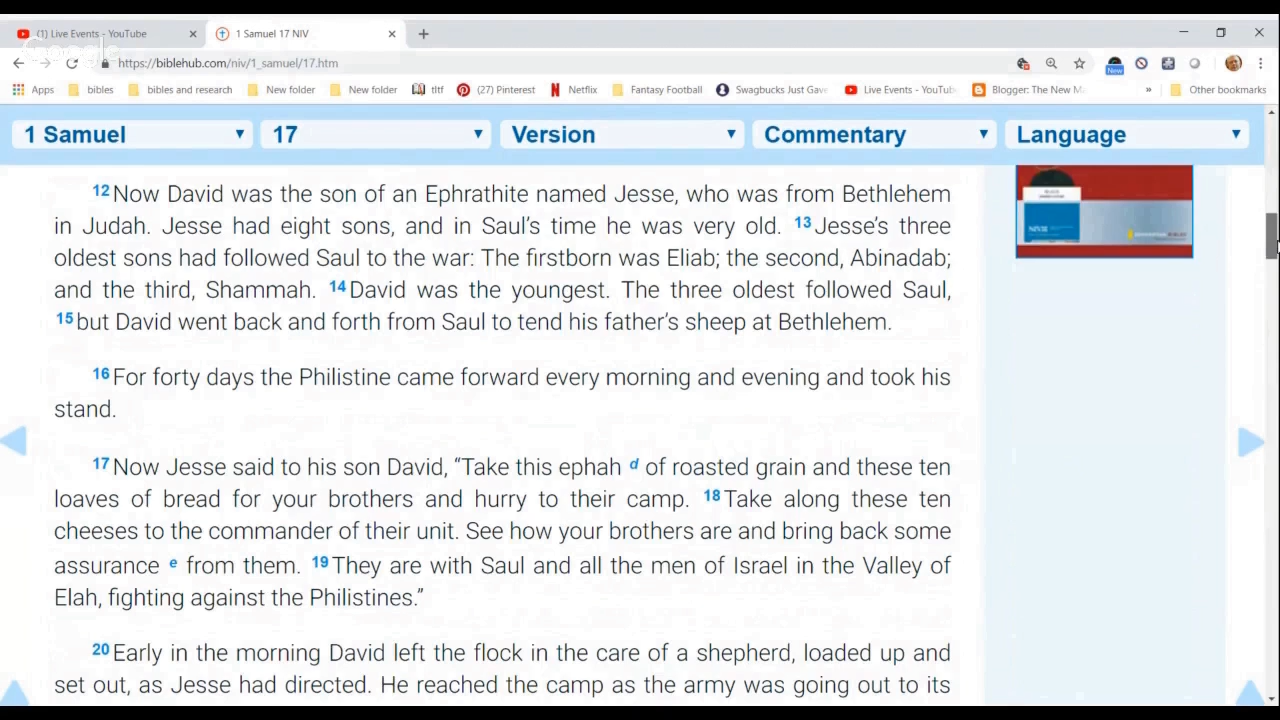 (1) Live Events - YouTube
1 Samuel 17 NIV
Google
https://biblehub.com/niv/1_samuel/17.htm
New
Apps bibles bibles and research New folder New folder tltf (27) Pinterest Netflix Fantasy Football Swagbucks Just Gave Live Events - YouTub Blogger: The New M » Other bookmarks
1 Samuel 17 Version Commentary Language
12 Now David was the son of an Ephrathite named Jesse, who was from Bethlehem
in Judah. Jesse had eight sons, and in Saul’s time he was very old. 13 Jesse’s three
oldest sons had followed Saul to the war: The firstborn was Eliab; the second, Abinadab;
and the third, Shammah. 14 David was the youngest. The three oldest followed Saul,
15 but David went back and forth from Saul to tend his father’s sheep at Bethlehem.
16 For forty days the Philistine came forward every morning and evening and took his
stand.
17 Now Jesse said to his son David, “Take this ephah d of roasted grain and these ten
loaves of bread for your brothers and hurry to their camp. 18 Take along these ten
cheeses to the commander of their unit. See how your brothers are and bring back some
assurance e from them. 19 They are with Saul and all the men of Israel in the Valley of
Elah, fighting against the Philistines.”
20 Early in the morning David left the flock in the care of a shepherd, loaded up and
set out, as Jesse had directed. He reached the camp as the army was going out to its